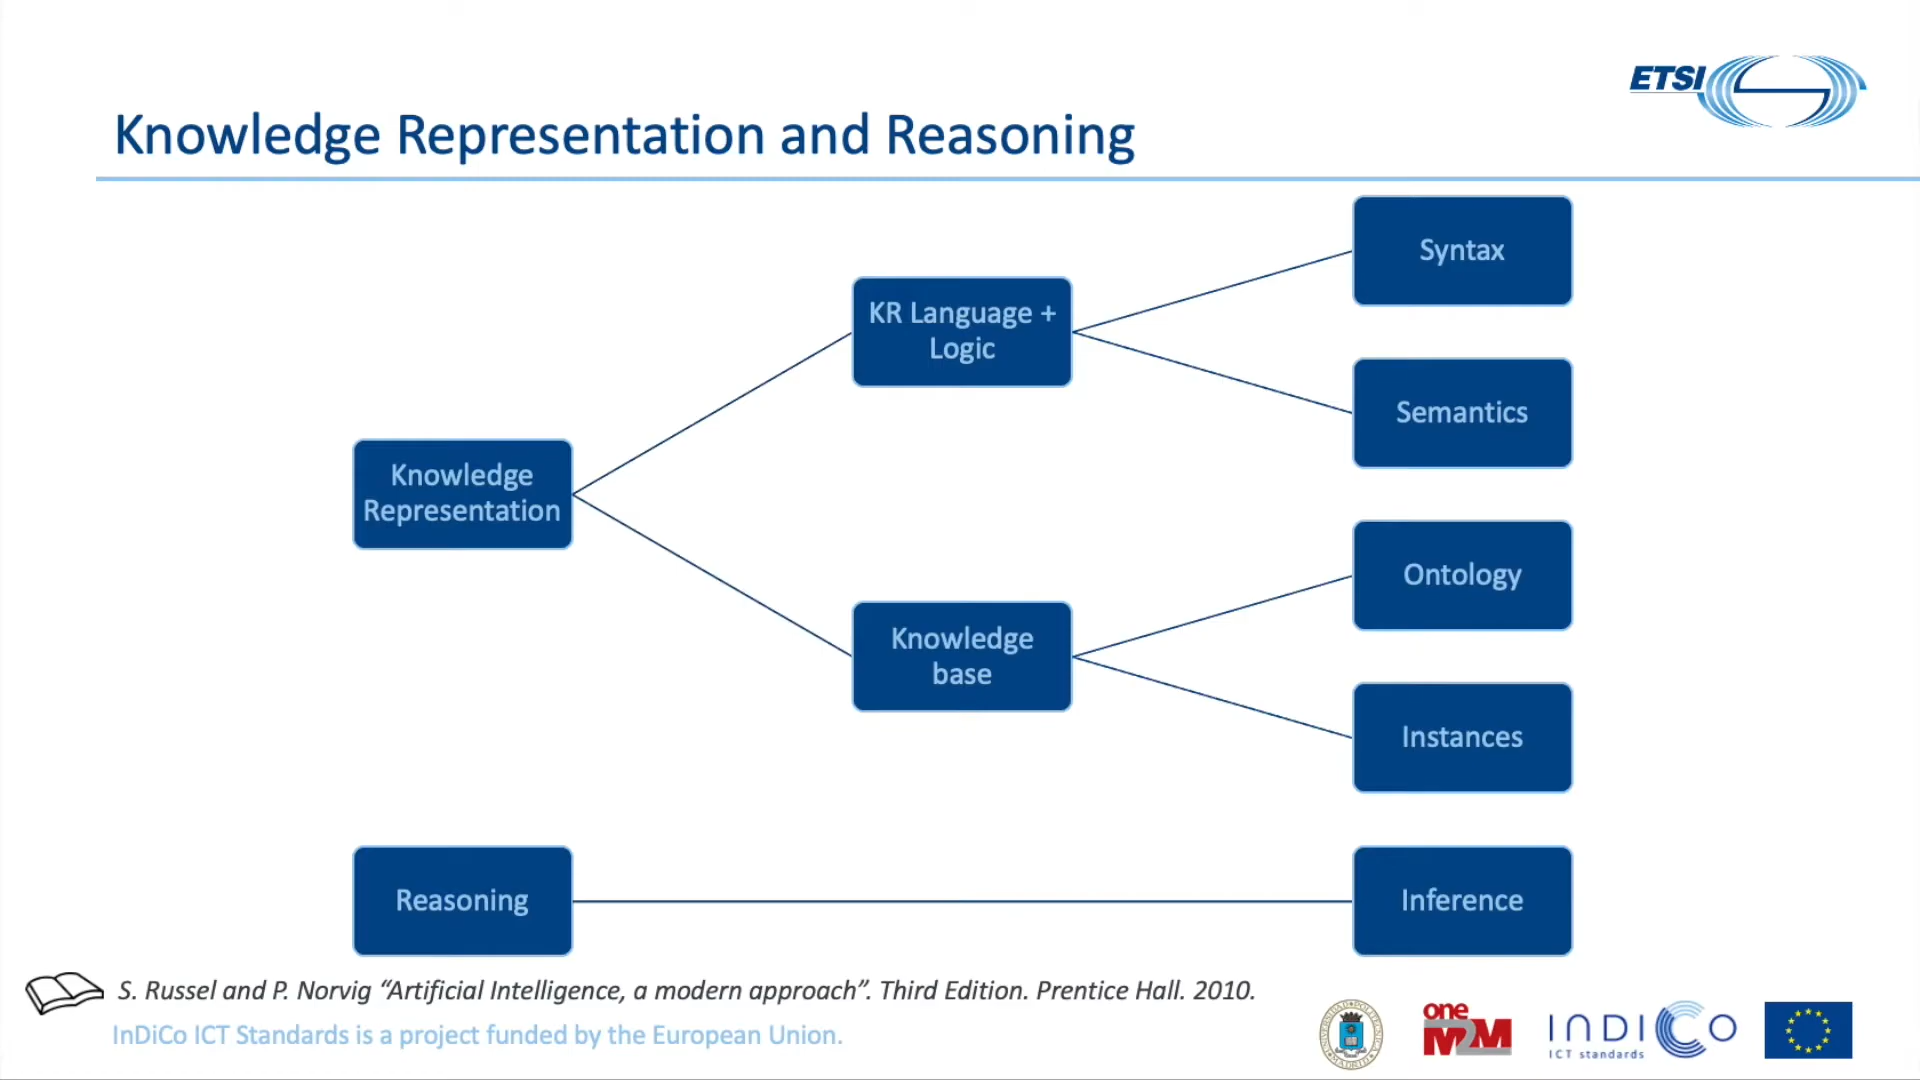 ETSI
Knowledge Representation and Reasoning
Syntax
KR Language +
Logic
Semantics
Knowledge
Representation
Ontology
Knowledge
base
Instances
Reasoning
Inference
S. Russel and P. Norvig “Artificial Intelligence, a modern approach”. Third Edition. Prentice Hall. 2010.
InDiCo ICT Standards is a project funded by the European Union.
one
M2M
INDICO
ICT standards